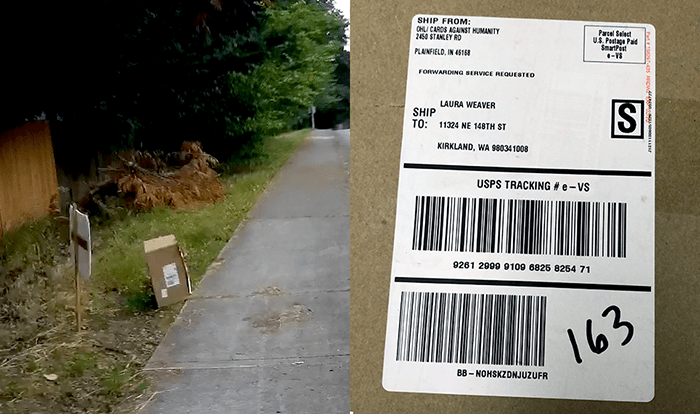 SHIP FROM:
OHL/ CARDS AGAINST HUMANITY
2450 STANLEY RD
PLAINFIELD, IN 46168
Parcel Select
U.S. Postage Paid
SmartPost
e-VS
FORWARDING SERVICE REQUESTED
SHIP
TO:
LAURA WEAVER
11324 NE 148TH ST
KIRKLAND, WA 980341008
S
USPS TRACKING # e-VS
9261 2999 9109 6825 8254 71
163
BB-NOHSKZDNJUZUFR